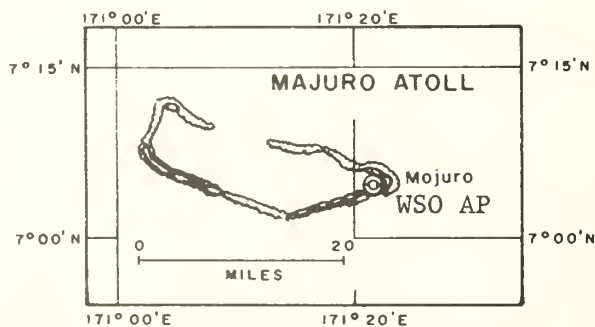 171° 00' E 171° 20' E
7° 15' N 7° 15' N
MAJURO ATOLL
Mojuro
WSO AP
7° 00' N 7° 00' N
0 20
MILES
171° 00' E 171° 20' E